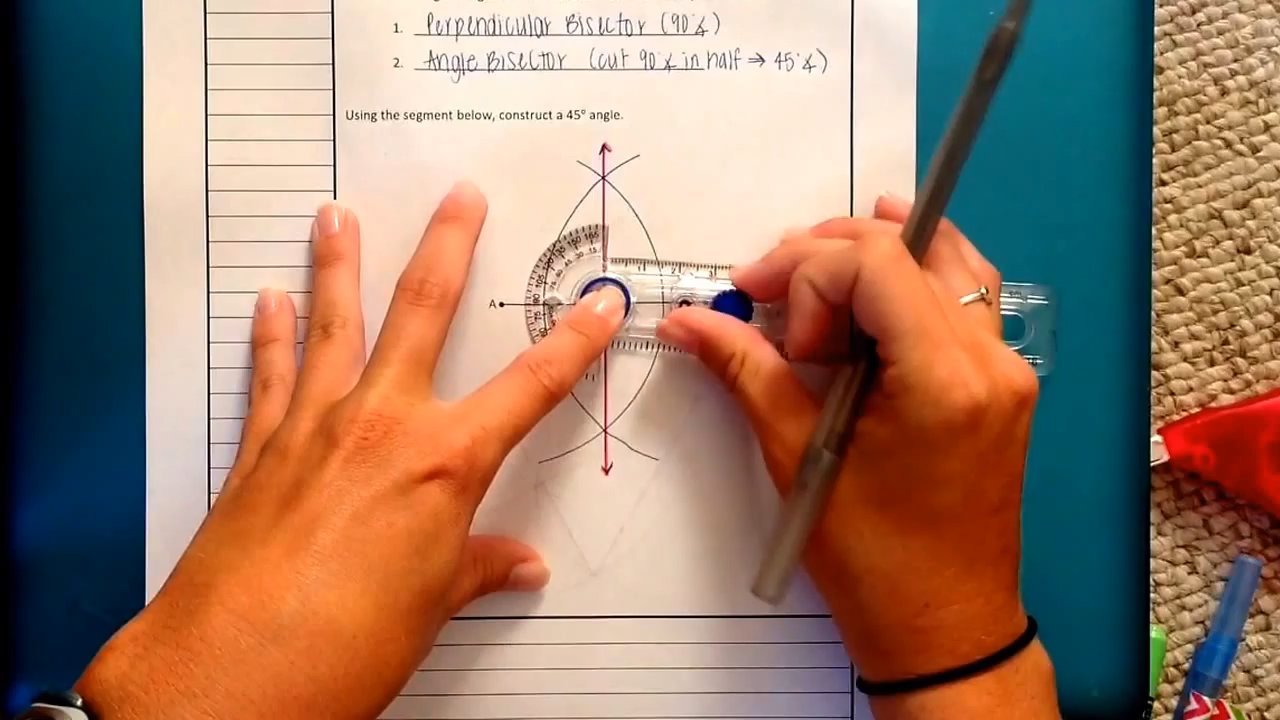 1. Perpendicular Bisector (90°∡)
2. Angle Bisector (cut 90°∡ in half → 45°∡)
Using the segment below, construct a 45° angle.
A